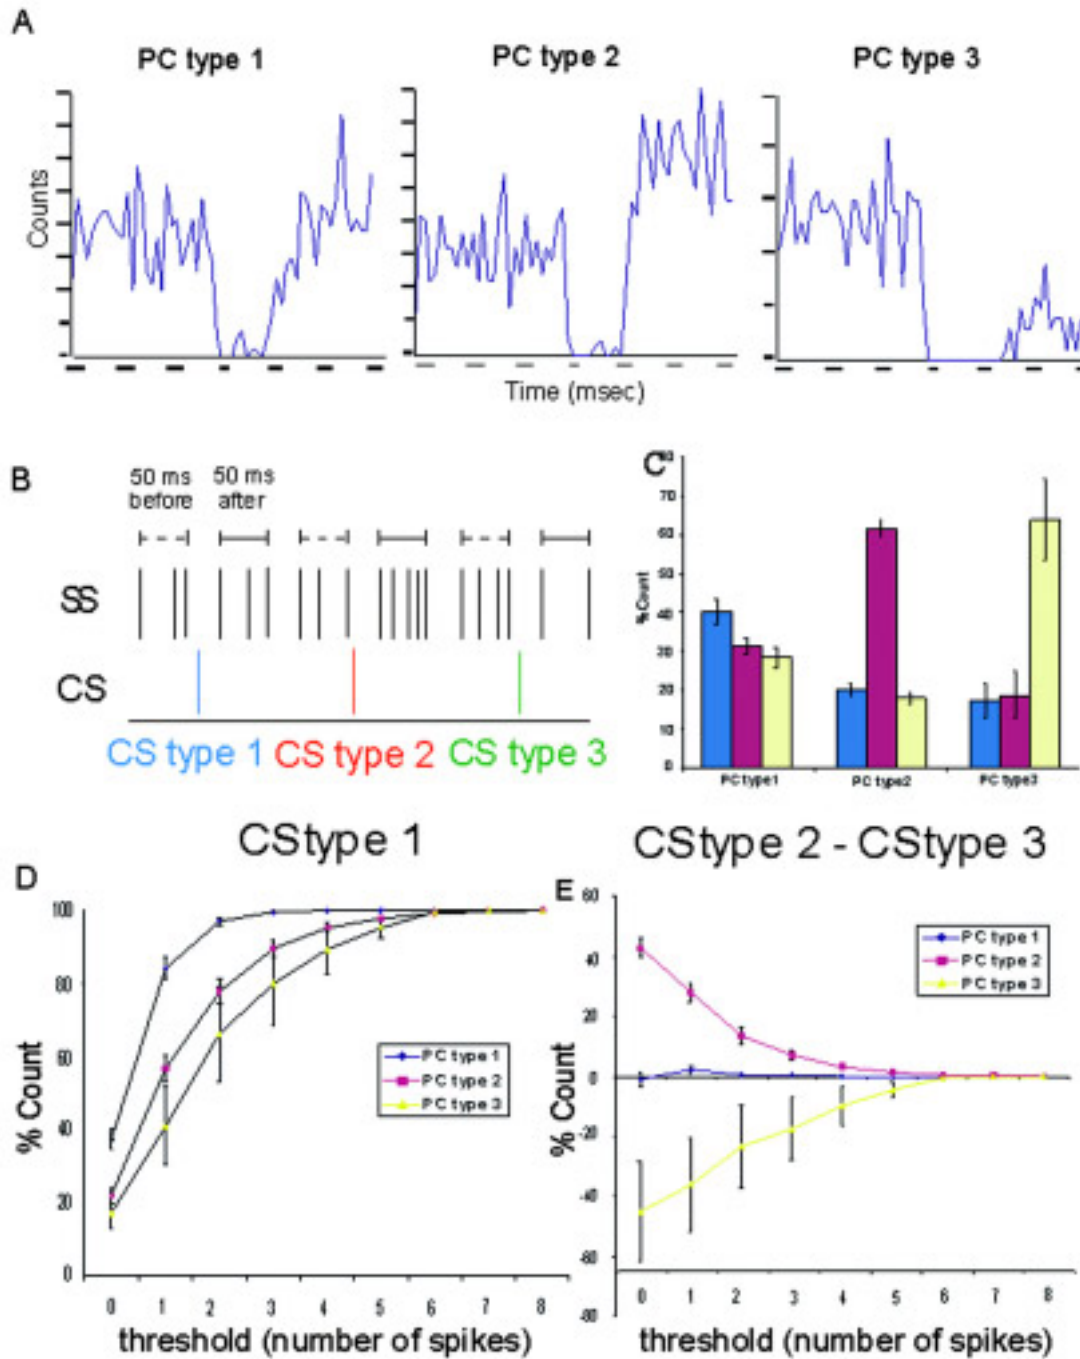 A
PC type 1
PC type 2
PC type 3
Counts
Time (msec)
B
50 ms before
50 ms after
SS
CS
CS type 1
CS type 2
CS type 3
C
% Count
70
60
50
40
30
20
10
0
PC type1
PC type2
PC type3
CStype 1
D
% Count
100
80
60
40
20
0
PC type 1
PC type 2
PC type 3
0 1 2 3 4 5 6 7 8
threshold (number of spikes)
CStype 2 - CStype 3
E
% Count
60
40
20
0
-20
-40
-60
-80
PC type 1
PC type 2
PC type 3
0 1 2 3 4 5 6 7 8
threshold (number of spikes)